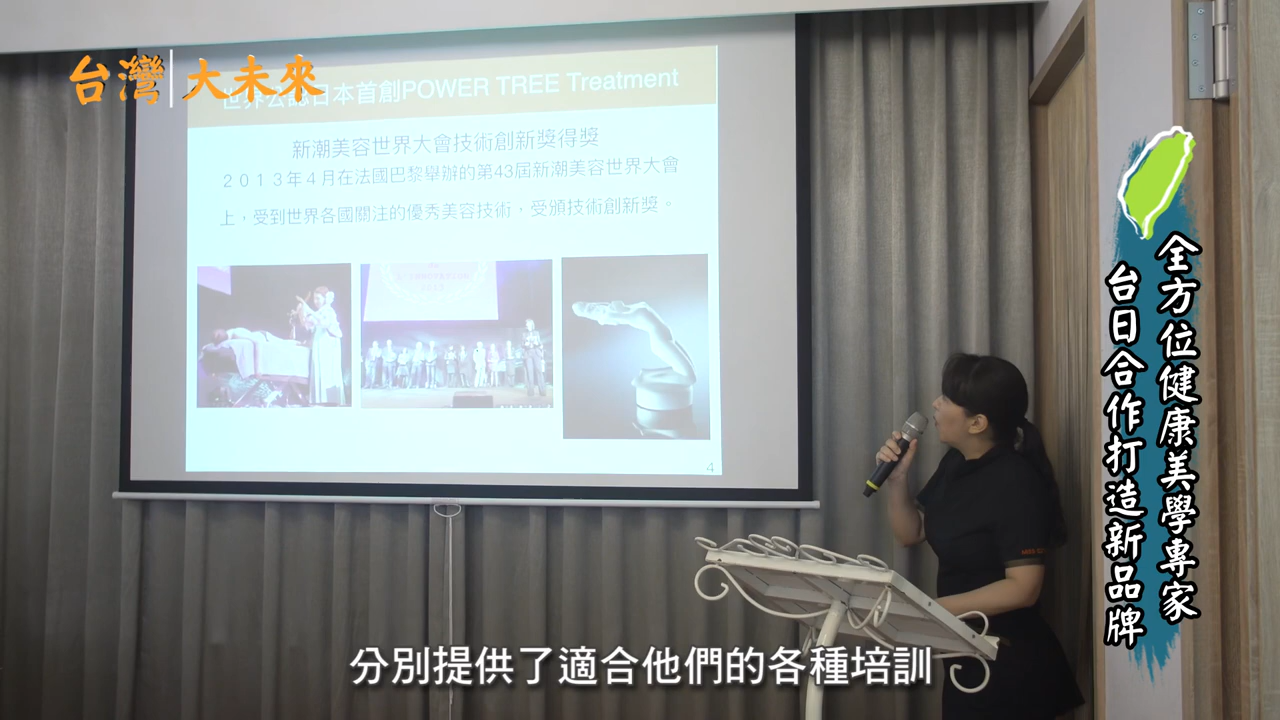 台灣 大未來
世界公認日本首創POWER TREE Treatment
新潮美容世界大會技術創新獎得獎
2013年4月在法國巴黎舉辦的第43屆新潮美容世界大會
上，受到世界各國關注的優秀美容技術，受頒技術創新獎。
4
全方位健康美學專家
台日合作打造新品牌
分別提供了適合他們的各種培訓